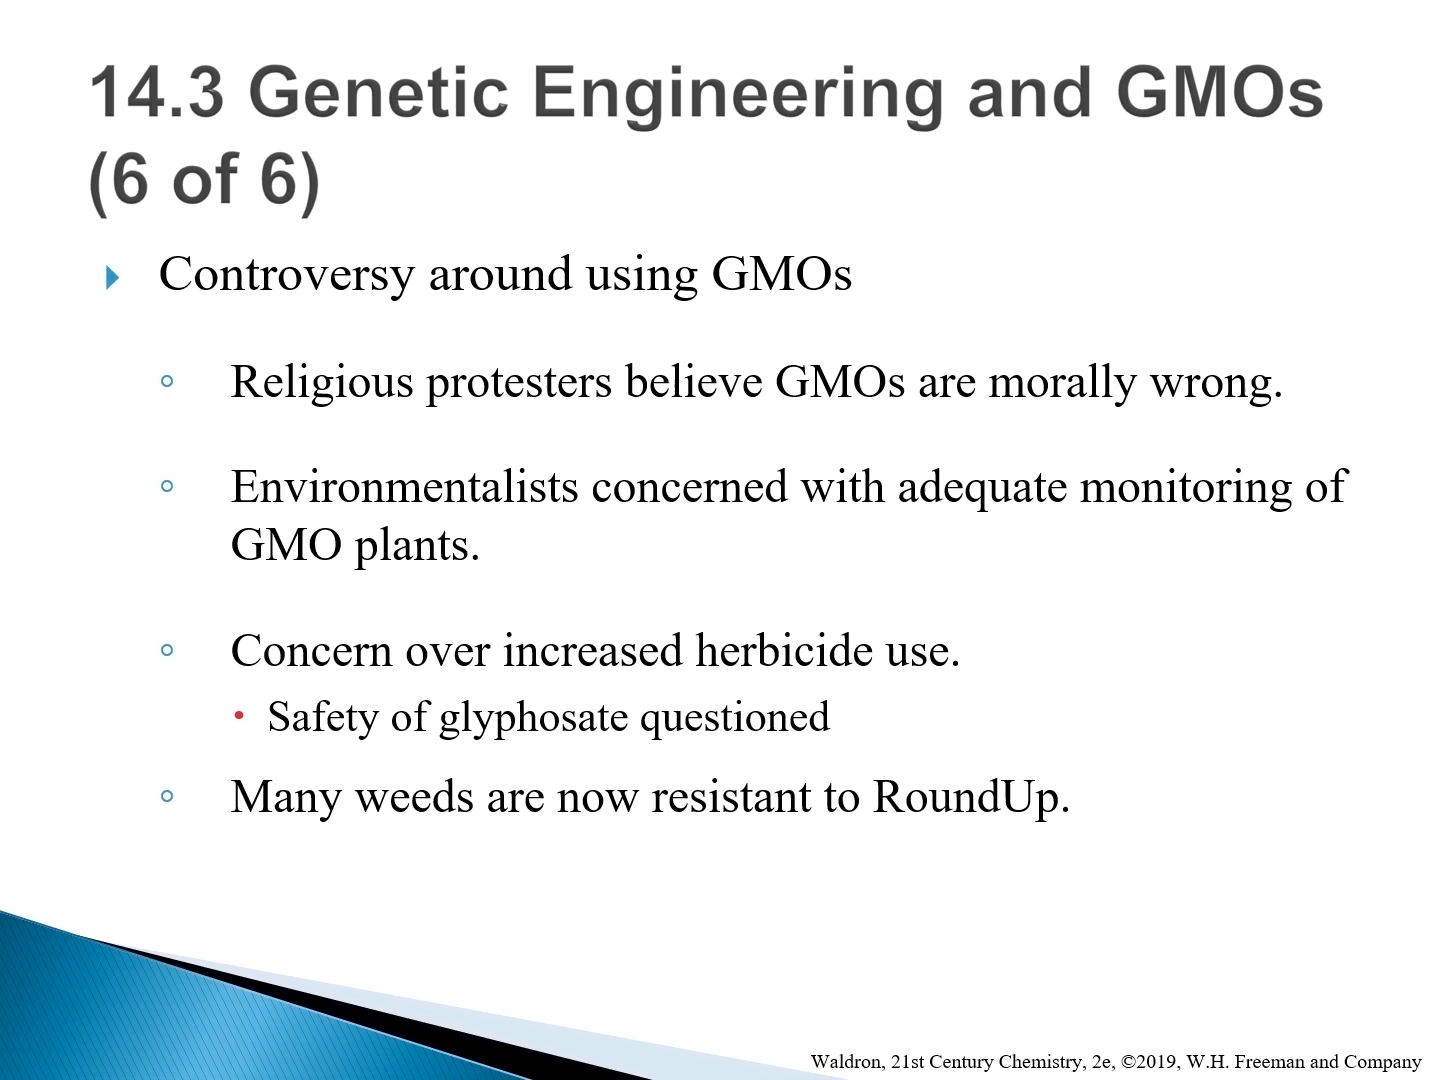 14.3 Genetic Engineering and GMOs
(6 of 6)
Controversy around using GMOs
Religious protesters believe GMOs are morally wrong.
Environmentalists concerned with adequate monitoring of
GMO plants.
Concern over increased herbicide use.
Safety of glyphosate questioned
Many weeds are now resistant to RoundUp.
Waldron, 21st Century Chemistry, 2e, ©2019, W.H. Freeman and Company